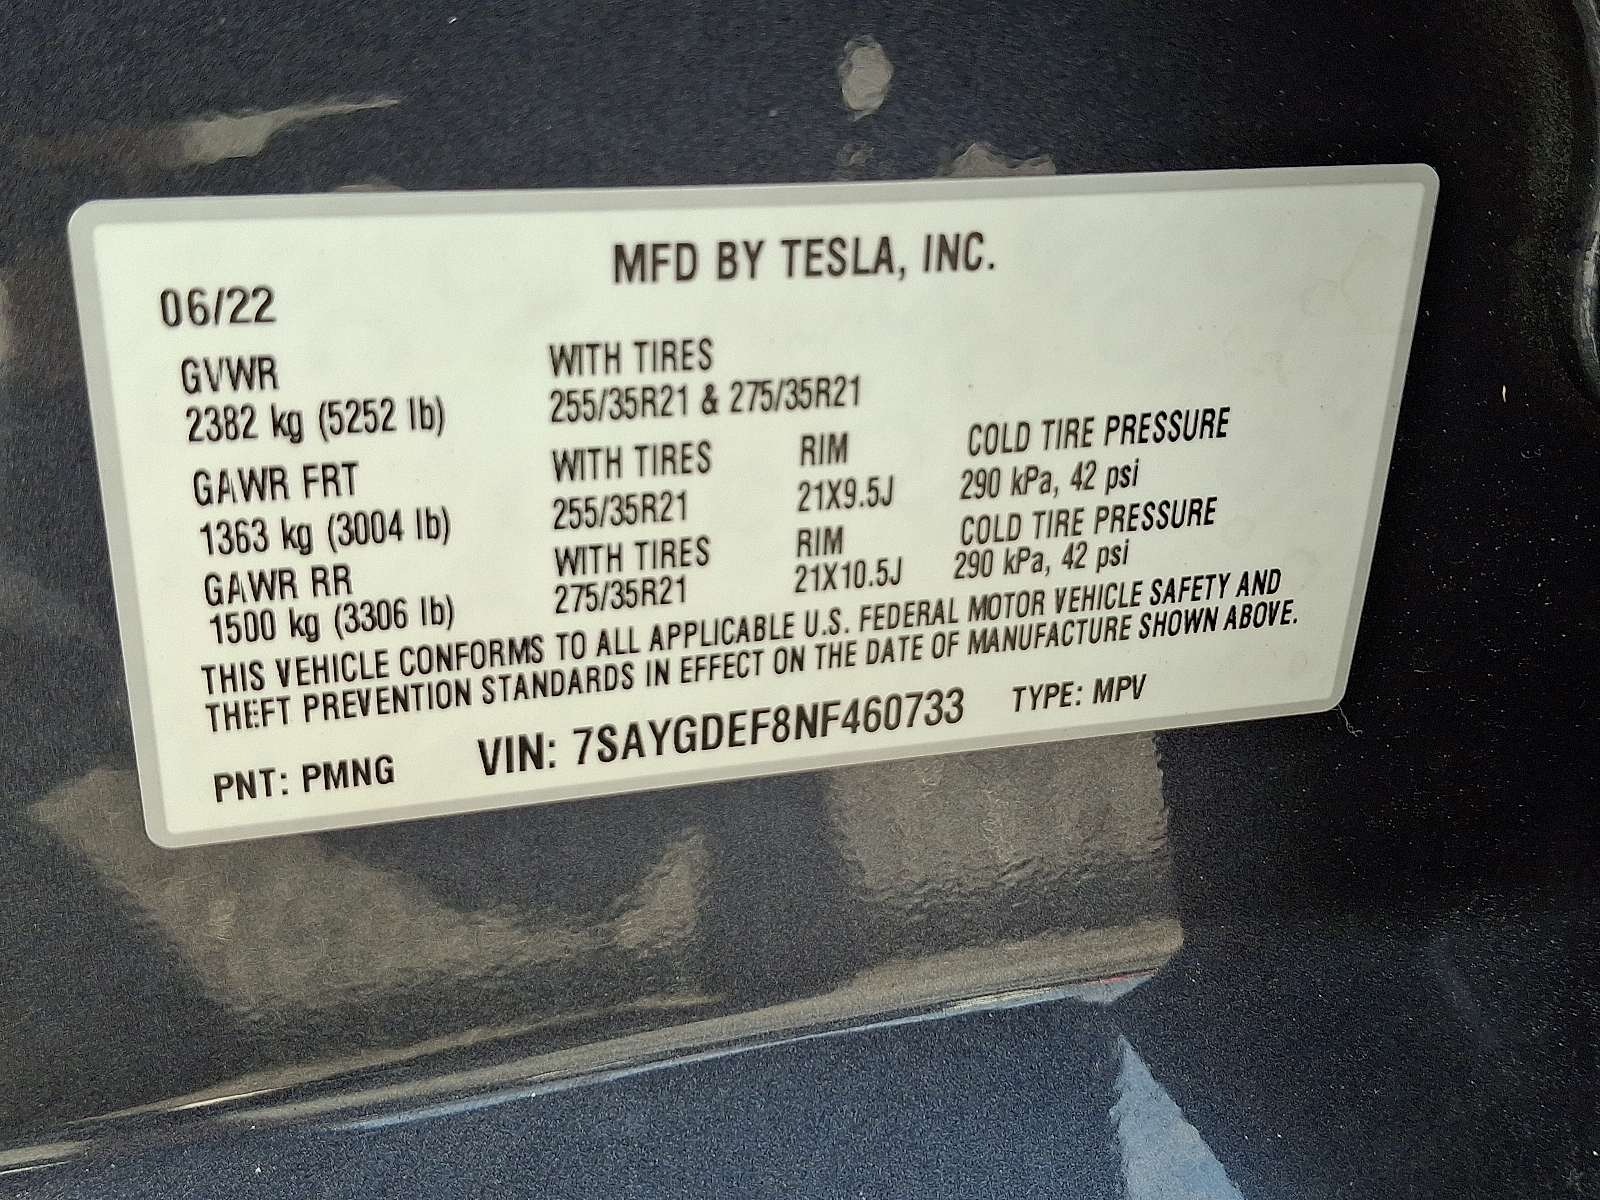 MFD BY TESLA, INC.
06/22
GVWR WITH TIRES
2382 kg (5252 lb) 255/35R21 & 275/35R21
GAWR FRT WITH TIRES RIM COLD TIRE PRESSURE
1363 kg (3004 lb) 255/35R21 21X9.5J 290 kPa, 42 psi
GAWR RR WITH TIRES RIM COLD TIRE PRESSURE
1500 kg (3306 lb) 275/35R21 21X10.5J 290 kPa, 42 psi
THIS VEHICLE CONFORMS TO ALL APPLICABLE U.S. FEDERAL MOTOR VEHICLE SAFETY AND
THEFT PREVENTION STANDARDS IN EFFECT ON THE DATE OF MANUFACTURE SHOWN ABOVE.
PNT: PMNG VIN: 7SAYGDEF8NF460733 TYPE: MPV